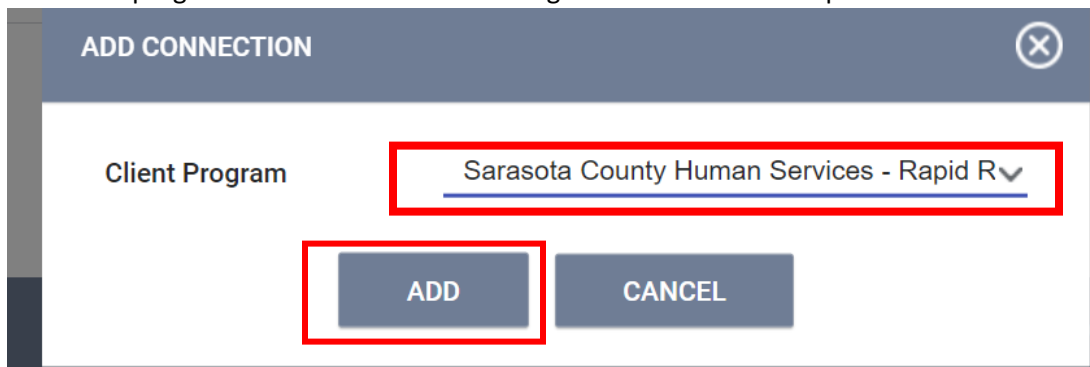 ADD CONNECTION
Client Program
Sarasota County Human Services - Rapid R
ADD
CANCEL